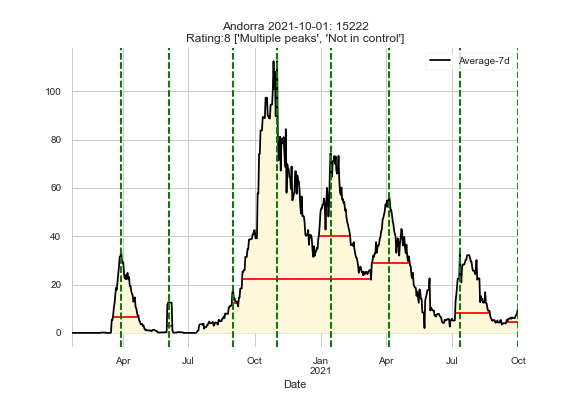 Andorra 2021-10-01: 15222
Rating:8 ['Multiple peaks', 'Not in control']
Average-7d
100
80
60
40
20
0
Apr Jul Oct Jan Apr Jul Oct
2021
Date